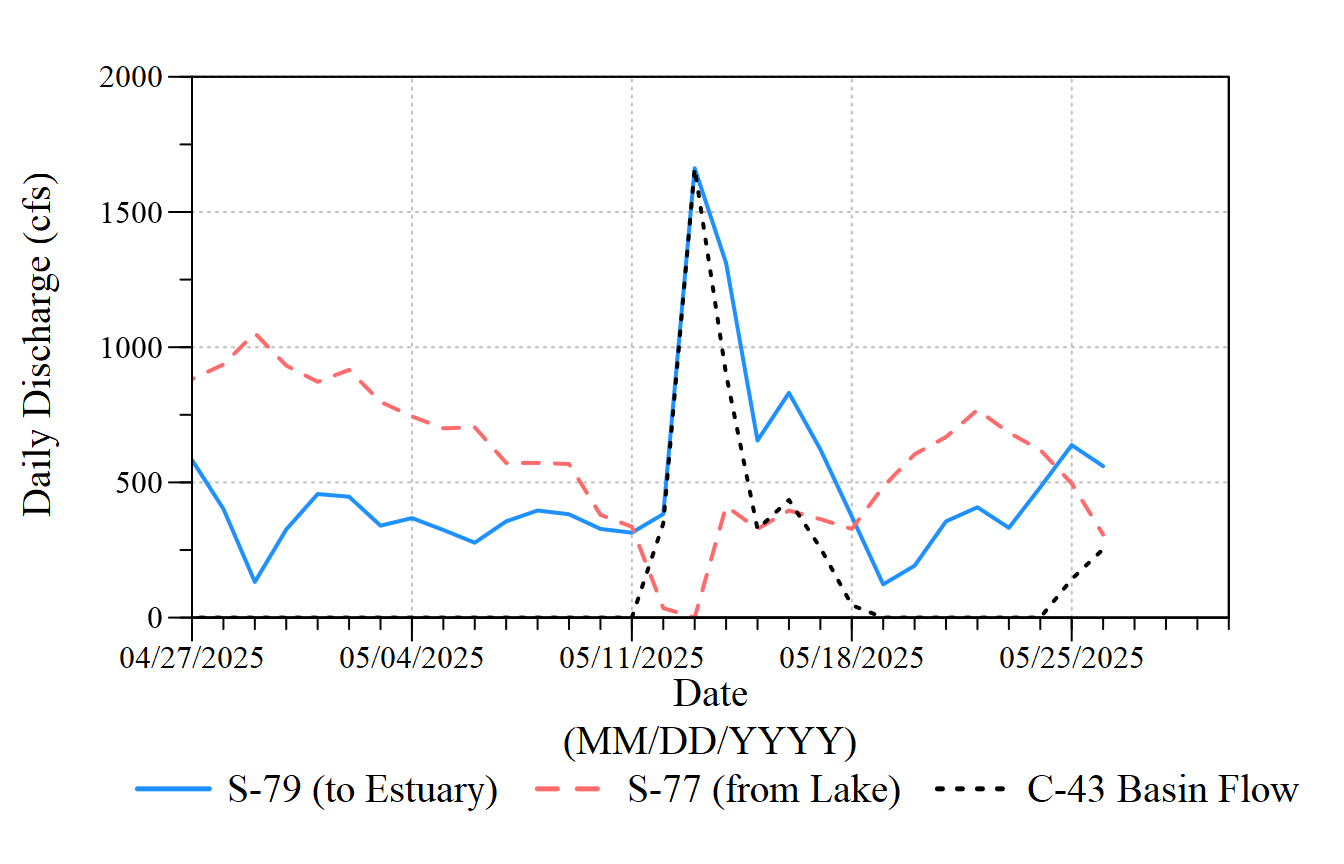 2000
1500
1000
500
0
Daily Discharge (cfs)
04/27/2025 05/04/2025 05/11/2025 05/18/2025 05/25/2025
Date
(MM/DD/YYYY)
S-79 (to Estuary) S-77 (from Lake) C-43 Basin Flow